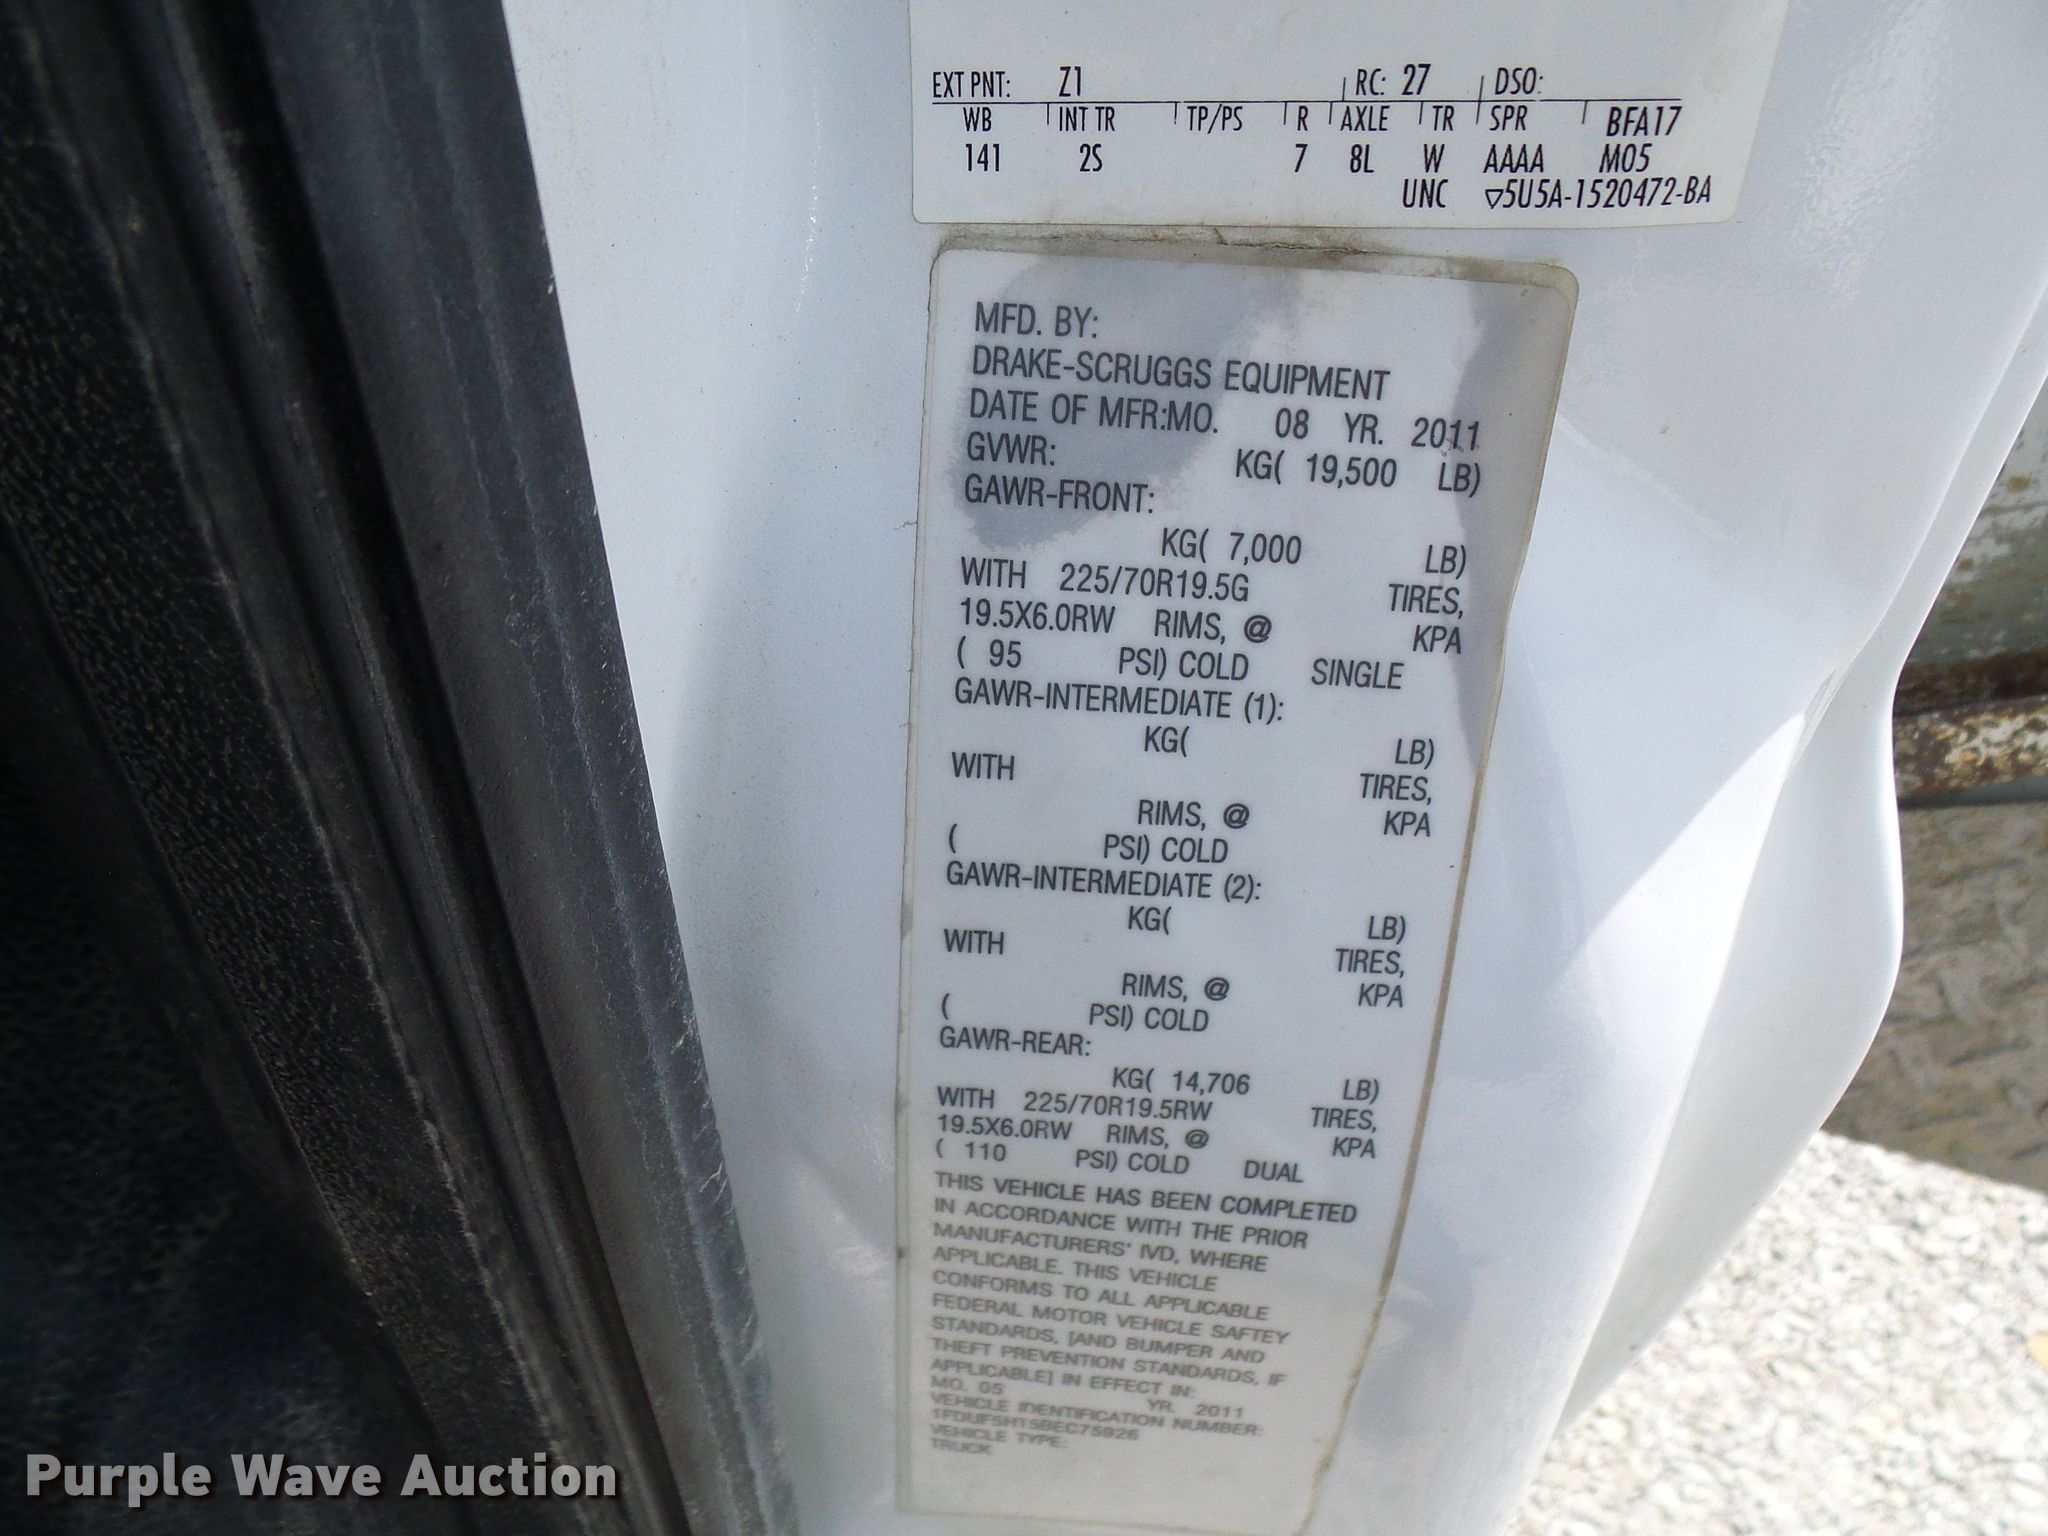 EXT PNT: Z1 RC: 27 DSO:
WB INT TR TP/PS R AXLE TR SPR BFA17
141 2S 7 8L W AAAA M05
UNC ▽5U5A-1520472-BA
MFD. BY:
DRAKE-SCRUGGS EQUIPMENT
DATE OF MFR:MO. 08 YR. 2011
GVWR: KG( 19,500 LB)
GAWR-FRONT:
KG( 7,000 LB)
WITH 225/70R19.5G TIRES,
19.5X6.0RW RIMS, @ KPA
( 95 PSI) COLD SINGLE
GAWR-INTERMEDIATE (1):
KG( LB)
WITH TIRES,
RIMS, @ KPA
( PSI) COLD
GAWR-INTERMEDIATE (2):
KG( LB)
WITH TIRES,
RIMS, @ KPA
( PSI) COLD
GAWR-REAR:
KG( 14,706 LB)
WITH 225/70R19.5RW TIRES,
19.5X6.0RW RIMS, @ KPA
( 110 PSI) COLD DUAL
THIS VEHICLE HAS BEEN COMPLETED
IN ACCORDANCE WITH THE PRIOR
MANUFACTURERS' IVD, WHERE
APPLICABLE. THIS VEHICLE
CONFORMS TO ALL APPLICABLE
FEDERAL MOTOR VEHICLE SAFTEY
STANDARDS, [AND BUMPER AND
THEFT PREVENTION STANDARDS, IF
APPLICABLE] IN EFFECT IN:
MO. 05 YR. 2011
VEHICLE IDENTIFICATION NUMBER:
1FDUF5HT5BEC75926
VEHICLE TYPE:
TRUCK
Purple Wave Auction